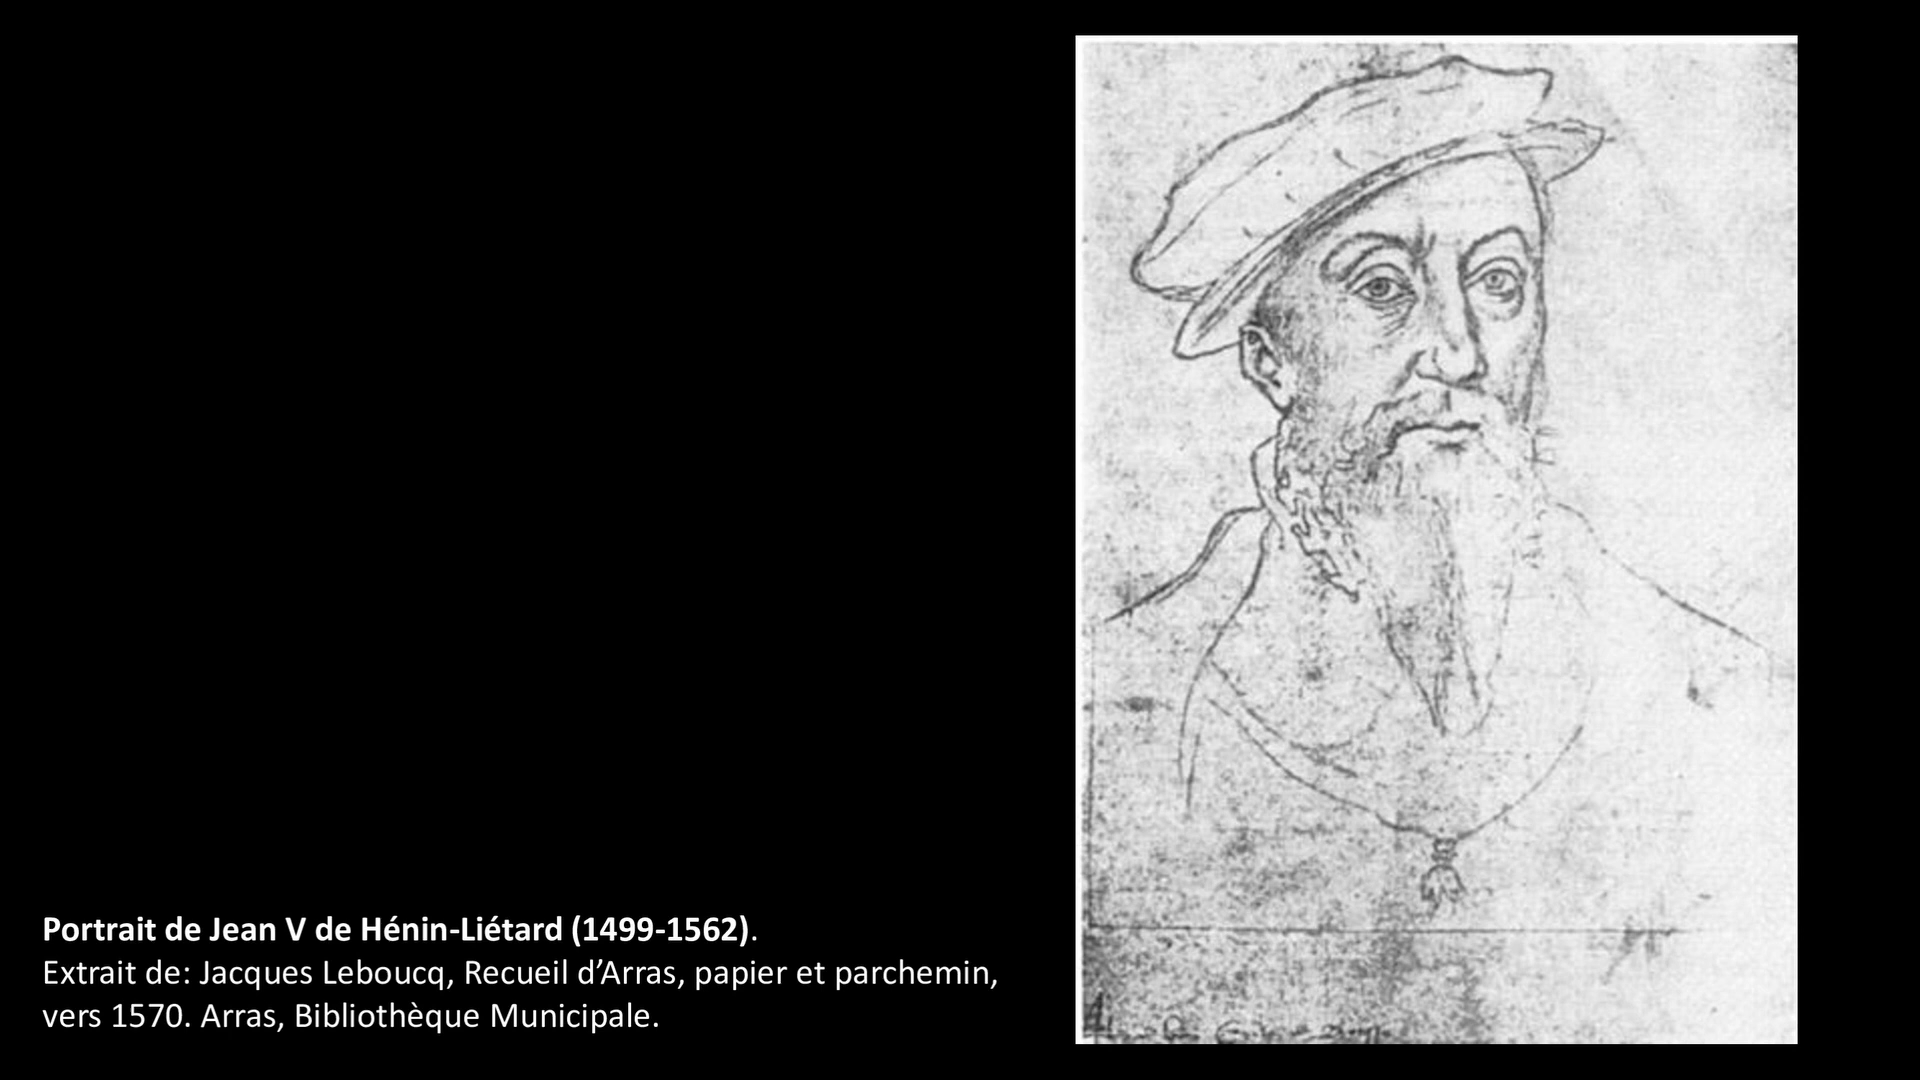 Portrait de Jean V de Hénin-Liétard (1499-1562).
Extrait de: Jacques Leboucq, Recueil d’Arras, papier et parchemin,
vers 1570. Arras, Bibliothèque Municipale.